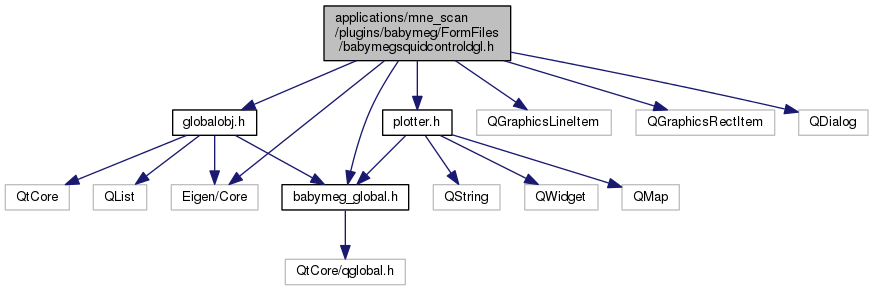 applications/mne_scan
/plugins/babymeg/FormFiles
/babymegsquidcontroldgl.h
globalobj.h
plotter.h
QGraphicsLineItem
QGraphicsRectItem
QDialog
QtCore
QList
Eigen/Core
babymeg_global.h
QString
QWidget
QMap
QtCore/qglobal.h